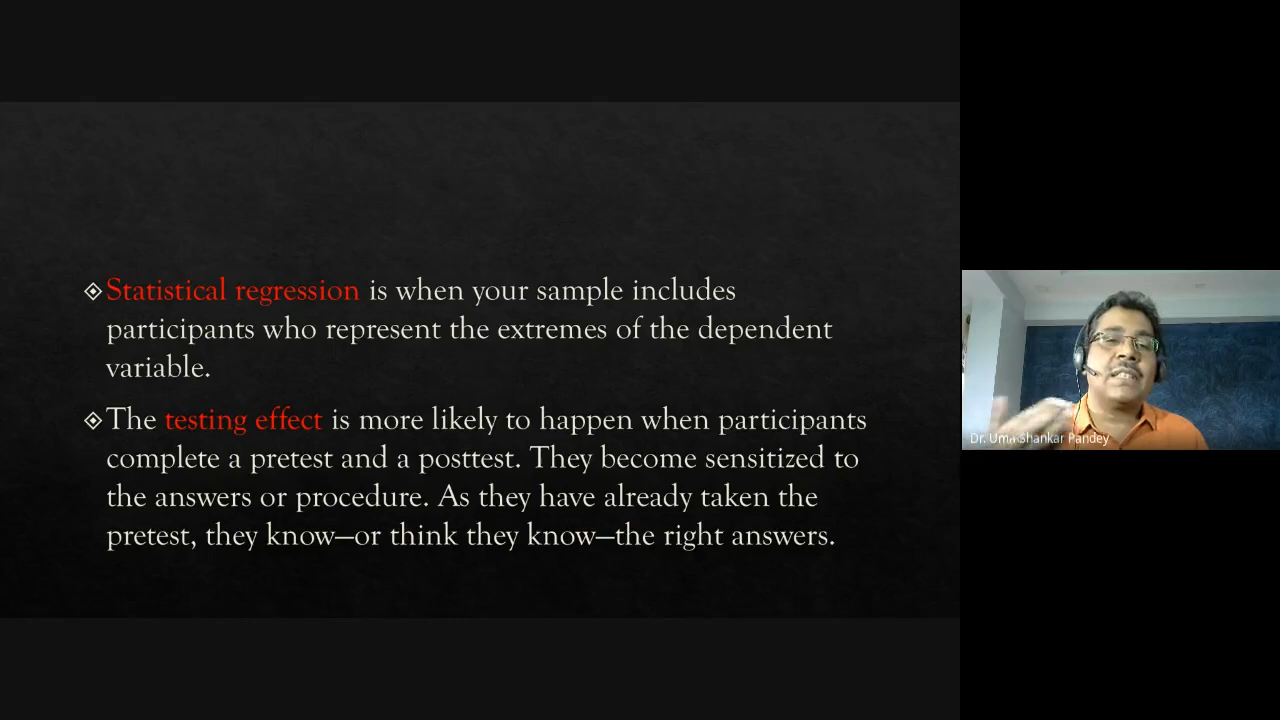 Statistical regression is when your sample includes
participants who represent the extremes of the dependent
variable.
The testing effect is more likely to happen when participants
complete a pretest and a posttest. They become sensitized to
the answers or procedure. As they have already taken the
pretest, they know—or think they know—the right answers.
Dr. Uma Shankar Pandey